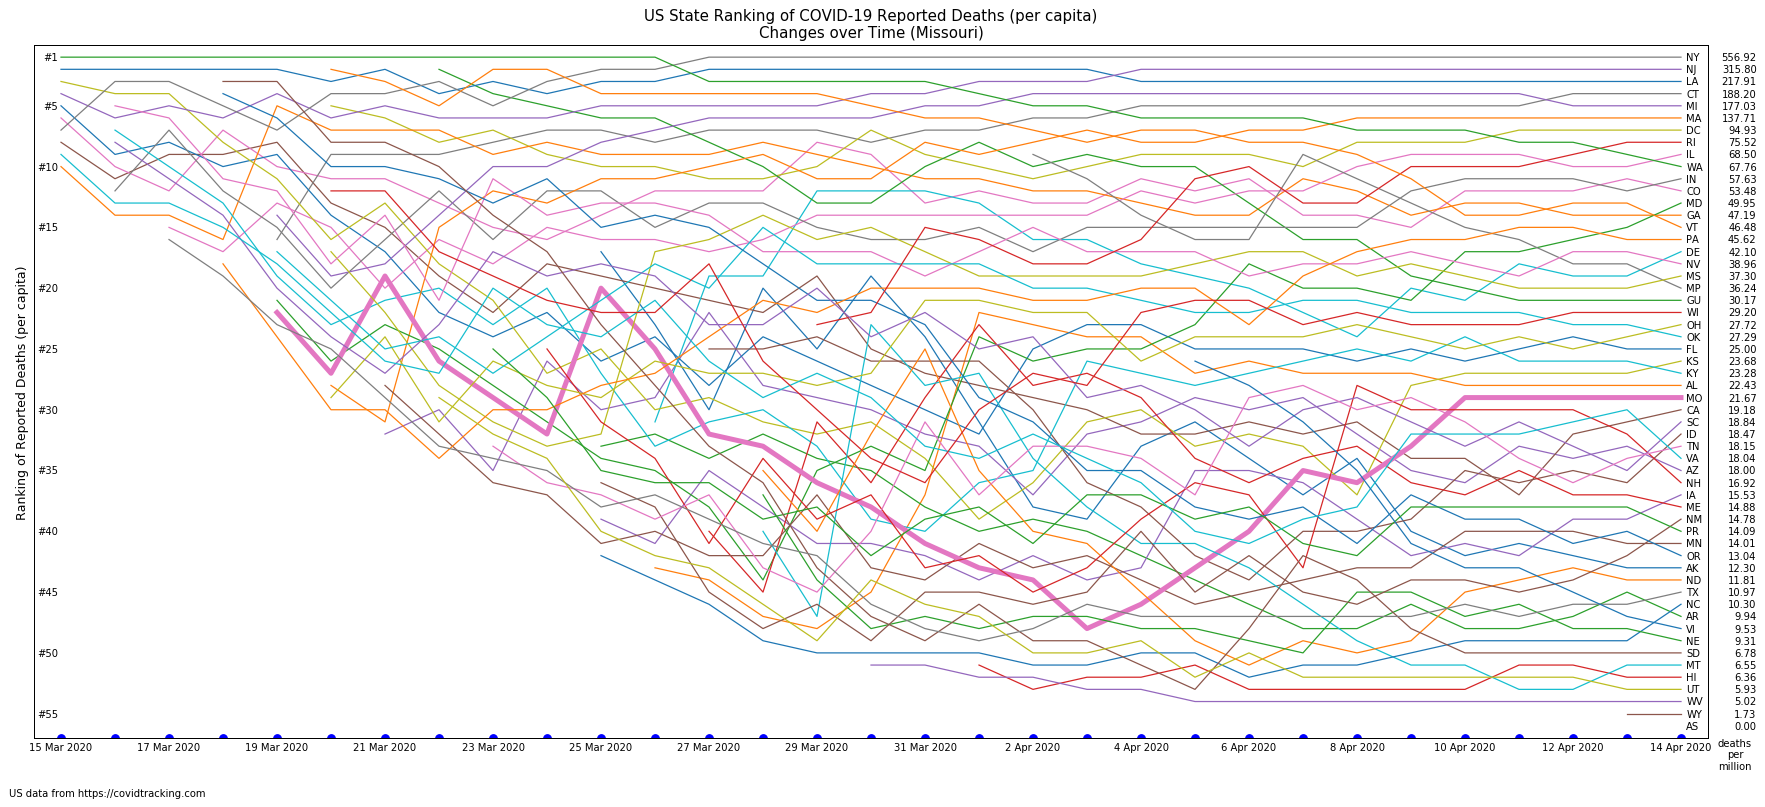 US State Ranking of COVID-19 Reported Deaths (per capita)
Changes over Time (Missouri)
Ranking of Reported Deaths (per capita)
#1
#5
#10
#15
#20
#25
#30
#35
#40
#45
#50
#55
NY 556.92
NJ 315.80
LA 217.91
CT 188.20
MI 177.03
MA 137.71
DC 94.93
RI 75.52
IL 68.50
WA 67.76
IN 57.63
CO 53.48
MD 49.95
GA 47.19
VT 46.48
PA 45.62
DE 42.10
NV 38.96
MS 37.30
MP 36.24
GU 30.17
WI 29.20
OH 27.72
OK 27.29
FL 25.00
KS 23.68
KY 23.28
AL 22.43
MO 21.67
CA 19.18
SC 18.84
ID 18.47
TN 18.15
VA 18.04
AZ 18.00
NH 16.92
IA 15.53
ME 14.88
NM 14.78
PR 14.09
MN 14.01
OR 13.04
AK 12.30
ND 11.81
TX 10.97
NC 10.30
AR 9.94
VI 9.53
NE 9.31
SD 6.78
MT 6.55
HI 6.36
UT 5.93
WV 5.02
WY 1.73
AS 0.00
15 Mar 2020 17 Mar 2020 19 Mar 2020 21 Mar 2020 23 Mar 2020 25 Mar 2020 27 Mar 2020 29 Mar 2020 31 Mar 2020 2 Apr 2020 4 Apr 2020 6 Apr 2020 8 Apr 2020 10 Apr 2020 12 Apr 2020 14 Apr 2020
deaths
per
million
US data from https://covidtracking.com